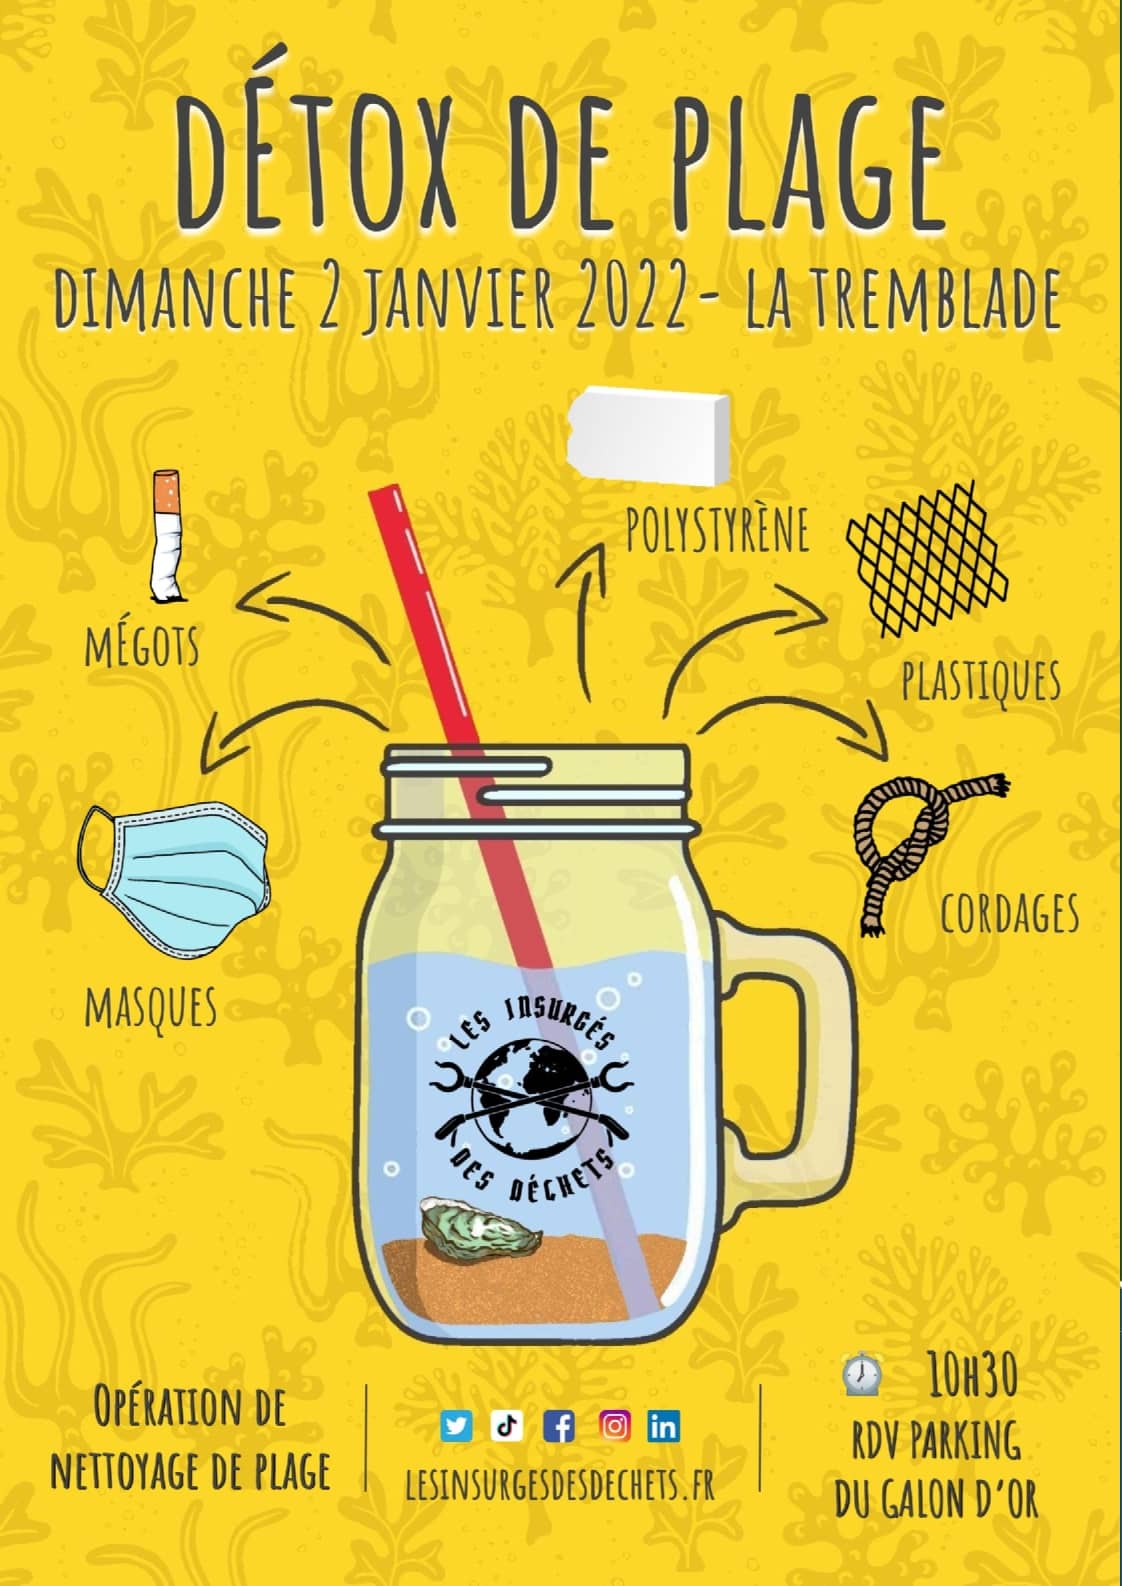 DÉTOX DE PLAGE
DIMANCHE 2 JANVIER 2022 - LA TREMBLADE
POLYSTYRÈNE
MÉGOTS
PLASTIQUES
CORDAGES
MASQUES
LES INSURGÉS
DES DÉCHETS
OPÉRATION DE
NETTOYAGE DE PLAGE
LESINSURGESDESDECHETS.FR
10H30
RDV PARKING
DU GALON D'OR